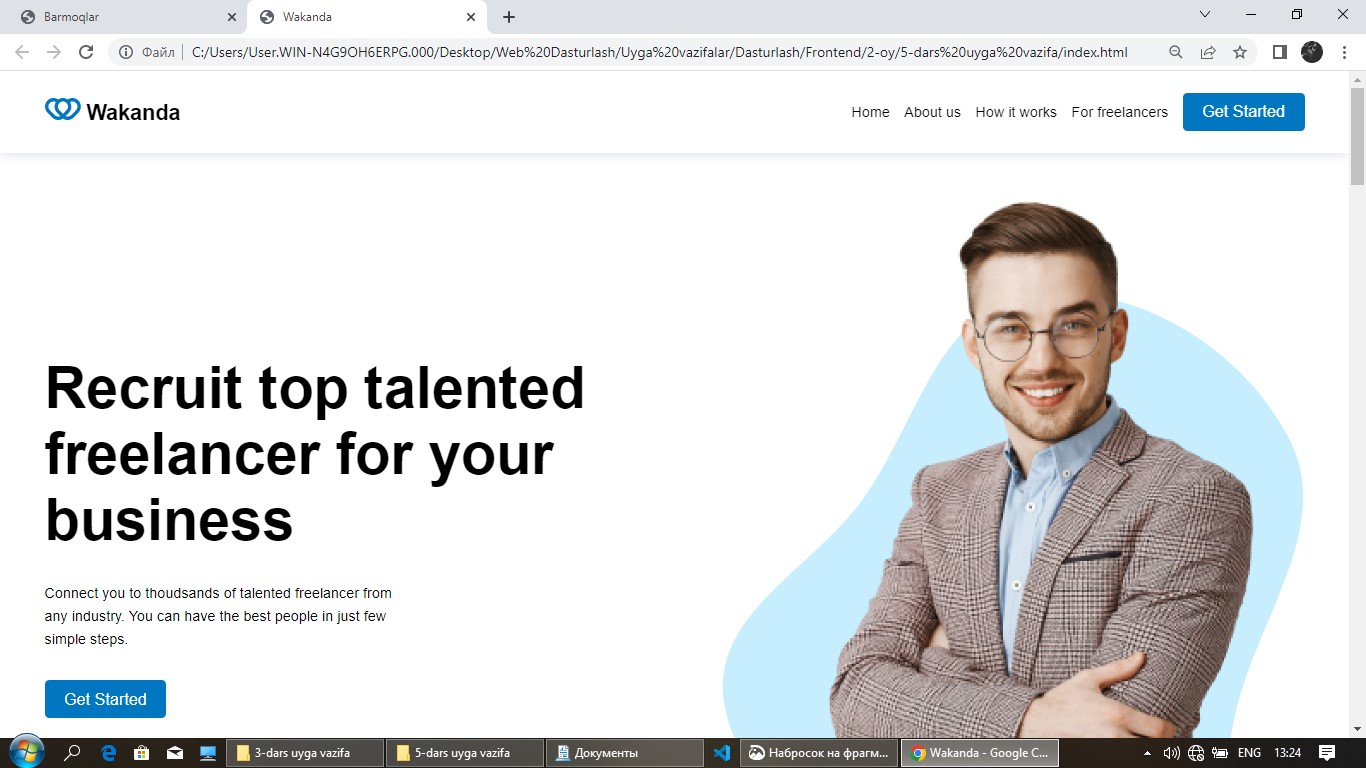 Barmoqlar
Wakanda
Файл
C:/Users/User.WIN-N4G9OH6ERPG.000/Desktop/Web%20Dasturlash/Uyga%20vazifalar/Dasturlash/Frontend/2-oy/5-dars%20uyga%20vazifa/index.html
Wakanda
Home About us How it works For freelancers Get Started
Recruit top talented
freelancer for your
business
Connect you to thoudsands of talented freelancer from
any industry. You can have the best people in just few
simple steps.
Get Started
3-dars uyga vazifa
5-dars uyga vazifa
Документы
Набросок на фрагм...
Wakanda - Google C...
ENG 13:24